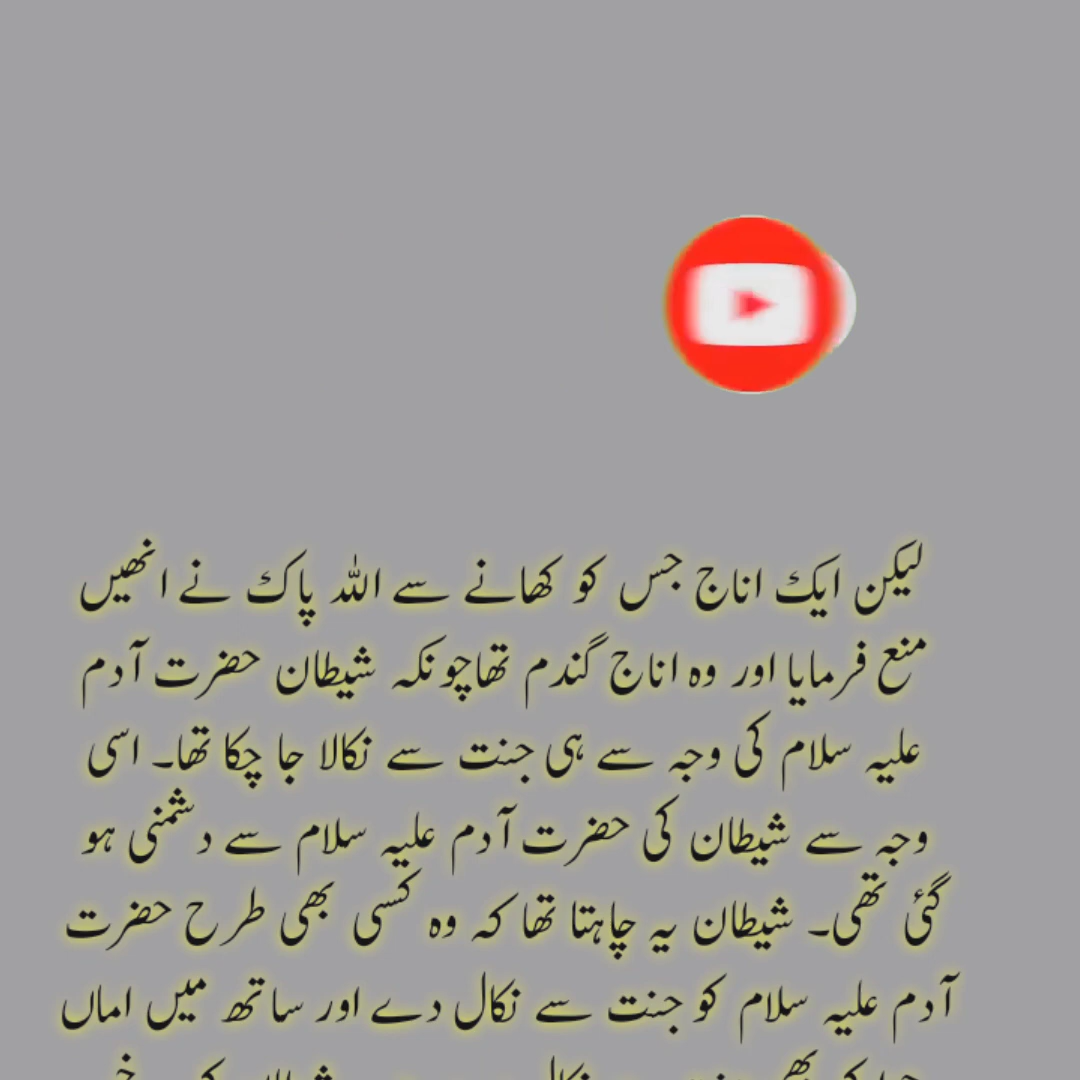 لیکن ایک اناج جس کو کھانے سے اللہ پاک نے انھیں
منع فرمایا اور وہ اناج گندم تھاچونکہ شیطان حضرت آدم
علیہ سلام کی وجہ سے ہی جنت سے نکالا جا چکا تھا۔ اسی
وجہ سے شیطان کی حضرت آدم علیہ سلام سے دشمنی ہو
گئی تھی۔ شیطان یہ چاہتا تھا کہ وہ کسی بھی طرح حضرت
آدم علیہ سلام کو جنت سے نکال دے اور ساتھ میں اماں